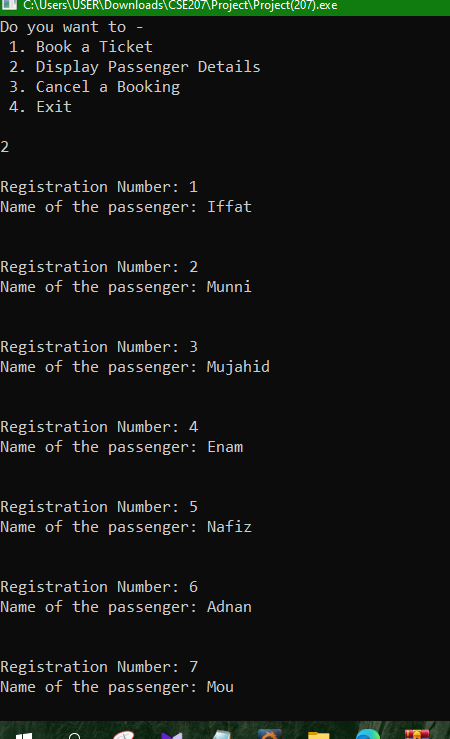 C:\Users\USER\Downloads\CSE207\Project\Project(207).exe
Do you want to -
1. Book a Ticket
2. Display Passenger Details
3. Cancel a Booking
4. Exit
2
Registration Number: 1
Name of the passenger: Iffat
Registration Number: 2
Name of the passenger: Munni
Registration Number: 3
Name of the passenger: Mujahid
Registration Number: 4
Name of the passenger: Enam
Registration Number: 5
Name of the passenger: Nafiz
Registration Number: 6
Name of the passenger: Adnan
Registration Number: 7
Name of the passenger: Mou